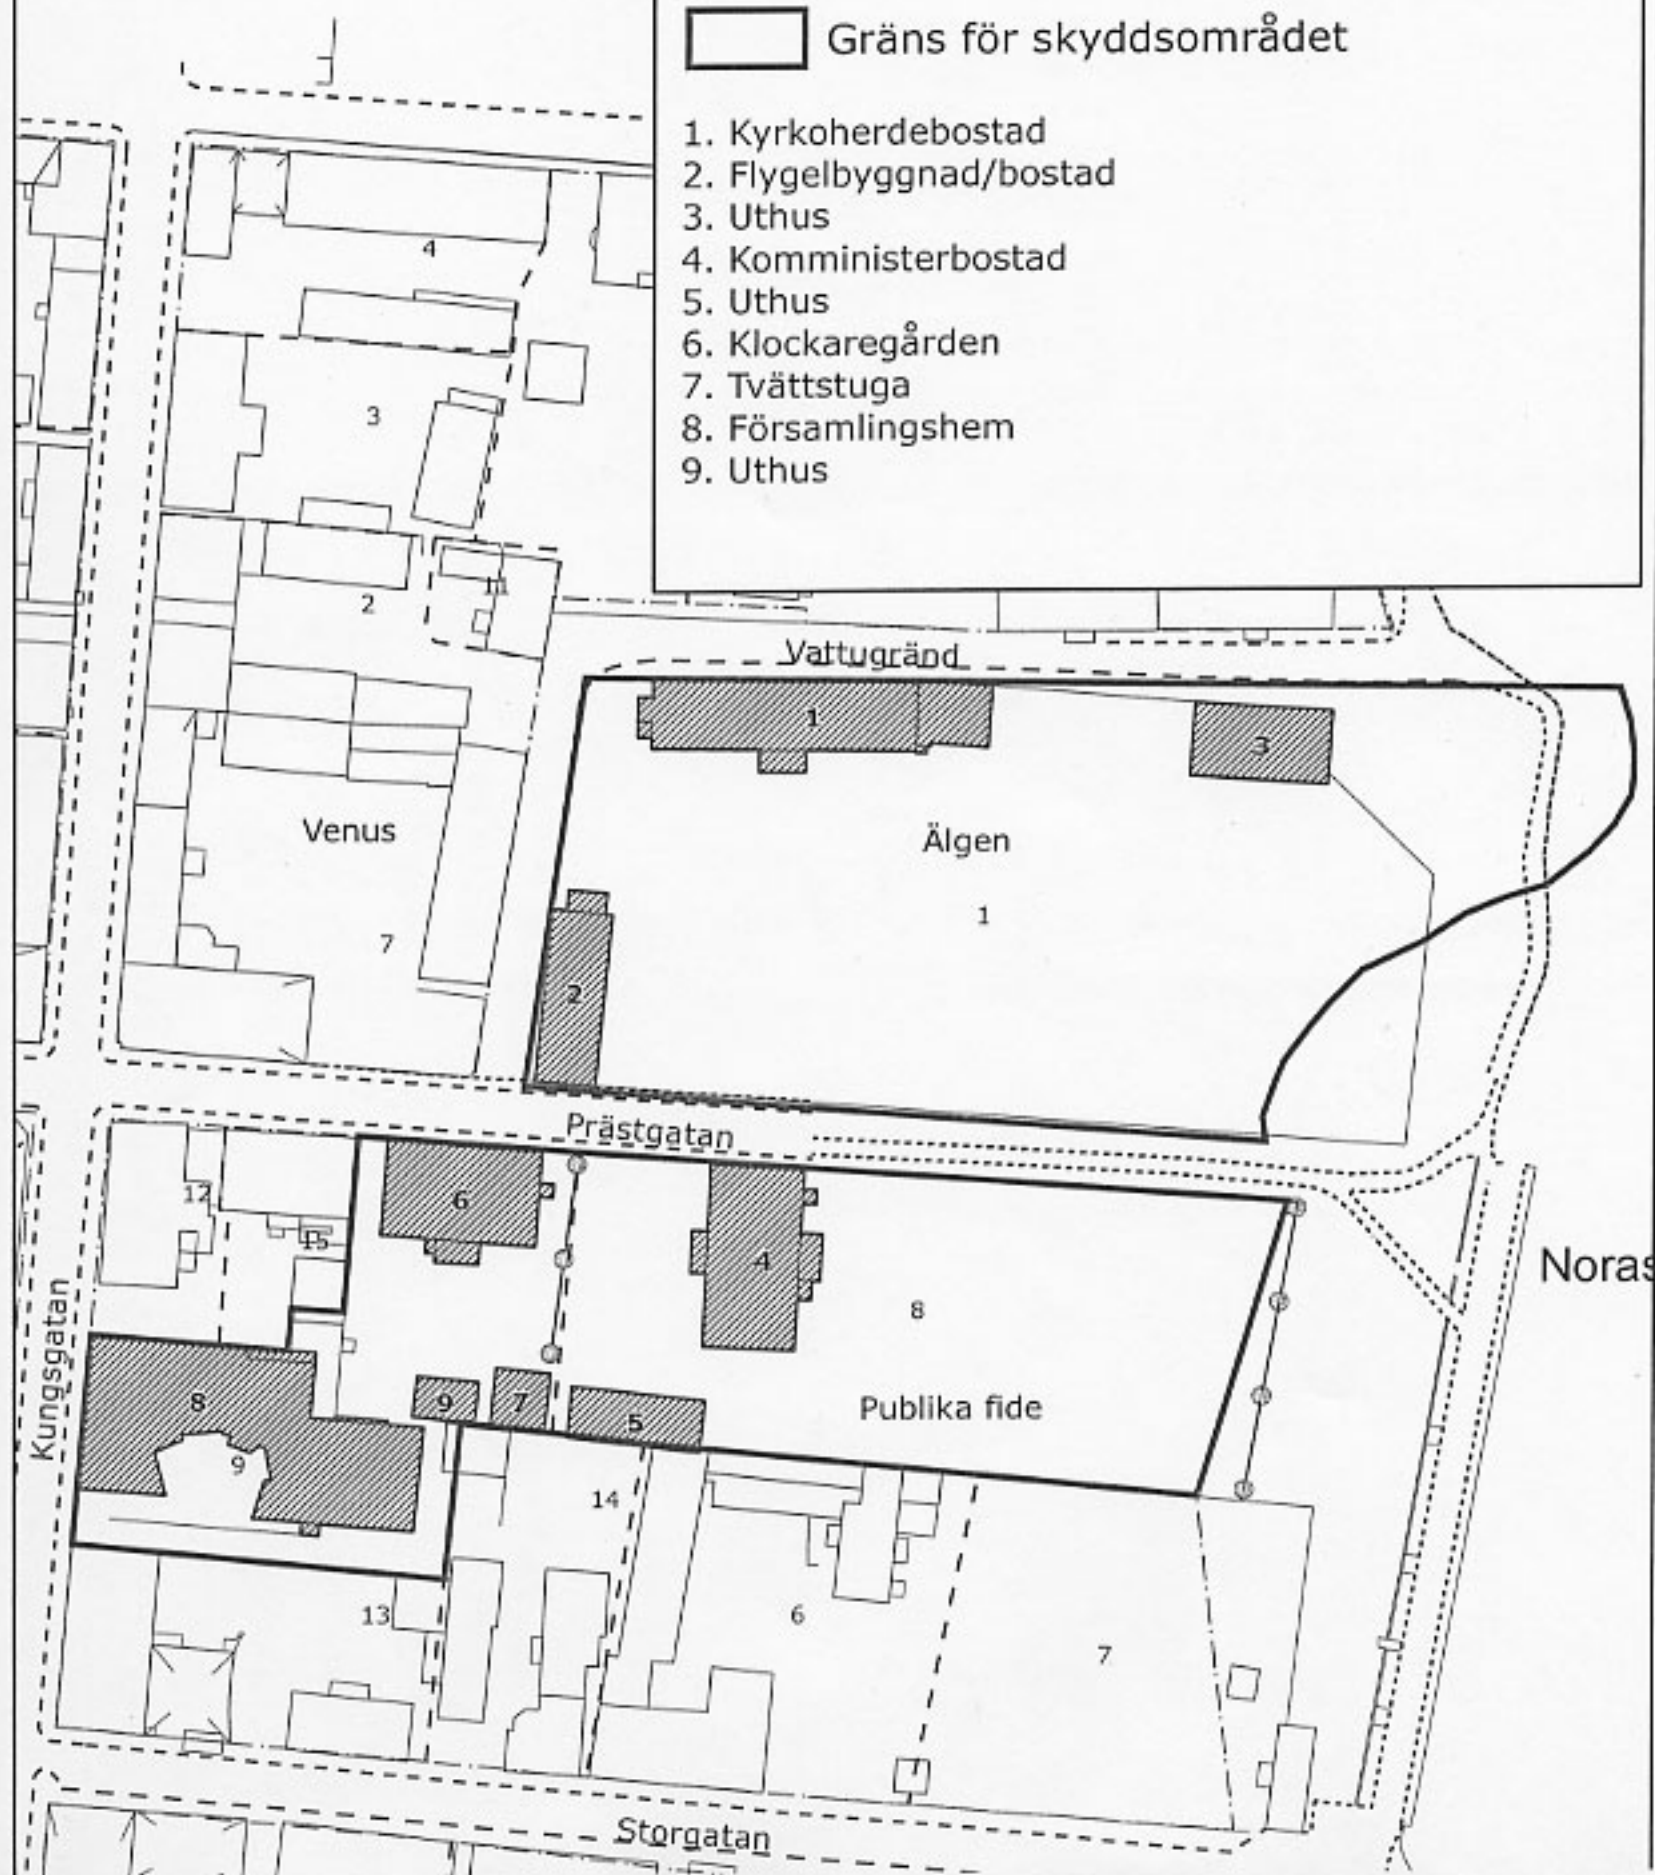 Gräns för skyddsområdet
1. Kyrkoherdebostad
2. Flygelbyggnad/bostad
3. Uthus
4. Komministerbostad
5. Uthus
6. Klockaregården
7. Tvättstuga
8. Församlingshem
9. Uthus
4
3
2
11
Vattugränd
1
3
Venus
Älgen
7
1
2
Prästgatan
12
6
15
4
8
Noras
Kungsgatan
8
9
7
5
Publika fide
9
14
13
6
7
Storgatan